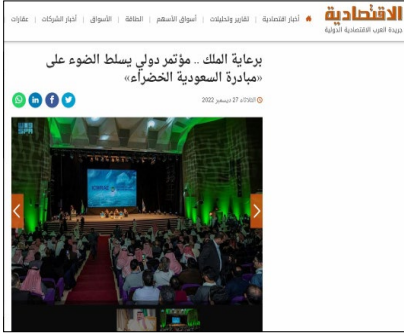 الاقتصادية
جريدة العرب الاقتصادية الدولية
أخبار اقتصادية | تقارير وتحليلات | أسواق الأسهم | الطاقة | الأسواق | أخبار الشركات | عقارات
برعاية الملك .. مؤتمر دولي يسلط الضوء على
«مبادرة السعودية الخضراء»
الثلاثاء 27 ديسمبر 2022